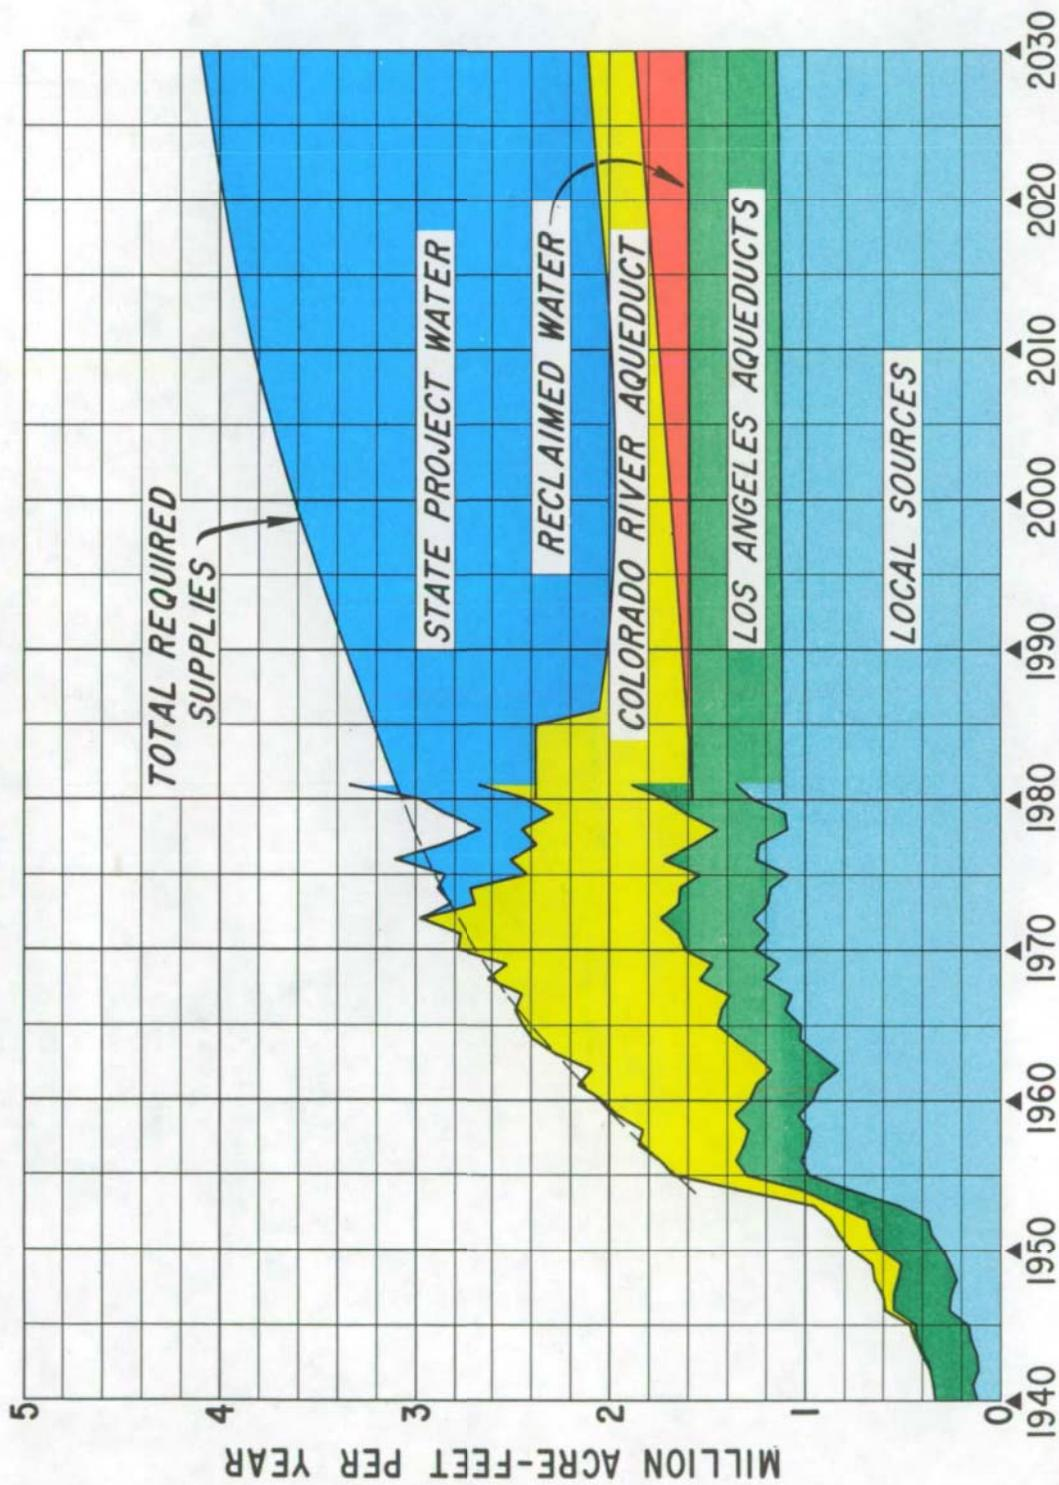 TOTAL REQUIRED
SUPPLIES
STATE PROJECT WATER
RECLAIMED WATER
COLORADO RIVER AQUEDUCT
LOS ANGELES AQUEDUCTS
LOCAL SOURCES
MILLION ACRE-FEET PER YEAR
5
4
3
2
1
0
1940
1950
1960
1970
1980
1990
2000
2010
2020
2030